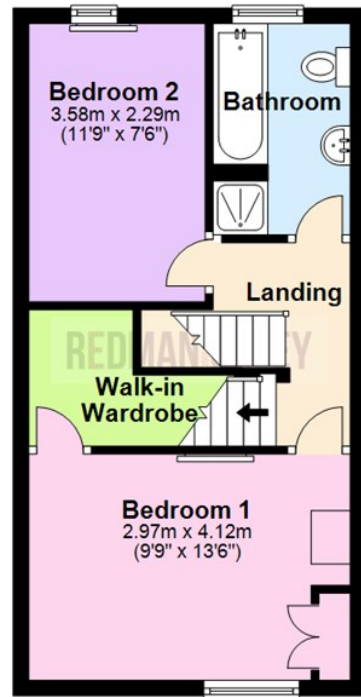 Bedroom 2
3.58m x 2.29m
(11'9" x 7'6")
Bathroom
Landing
Walk-in
Wardrobe
Bedroom 1
2.97m x 4.12m
(9'9" x 13'6")